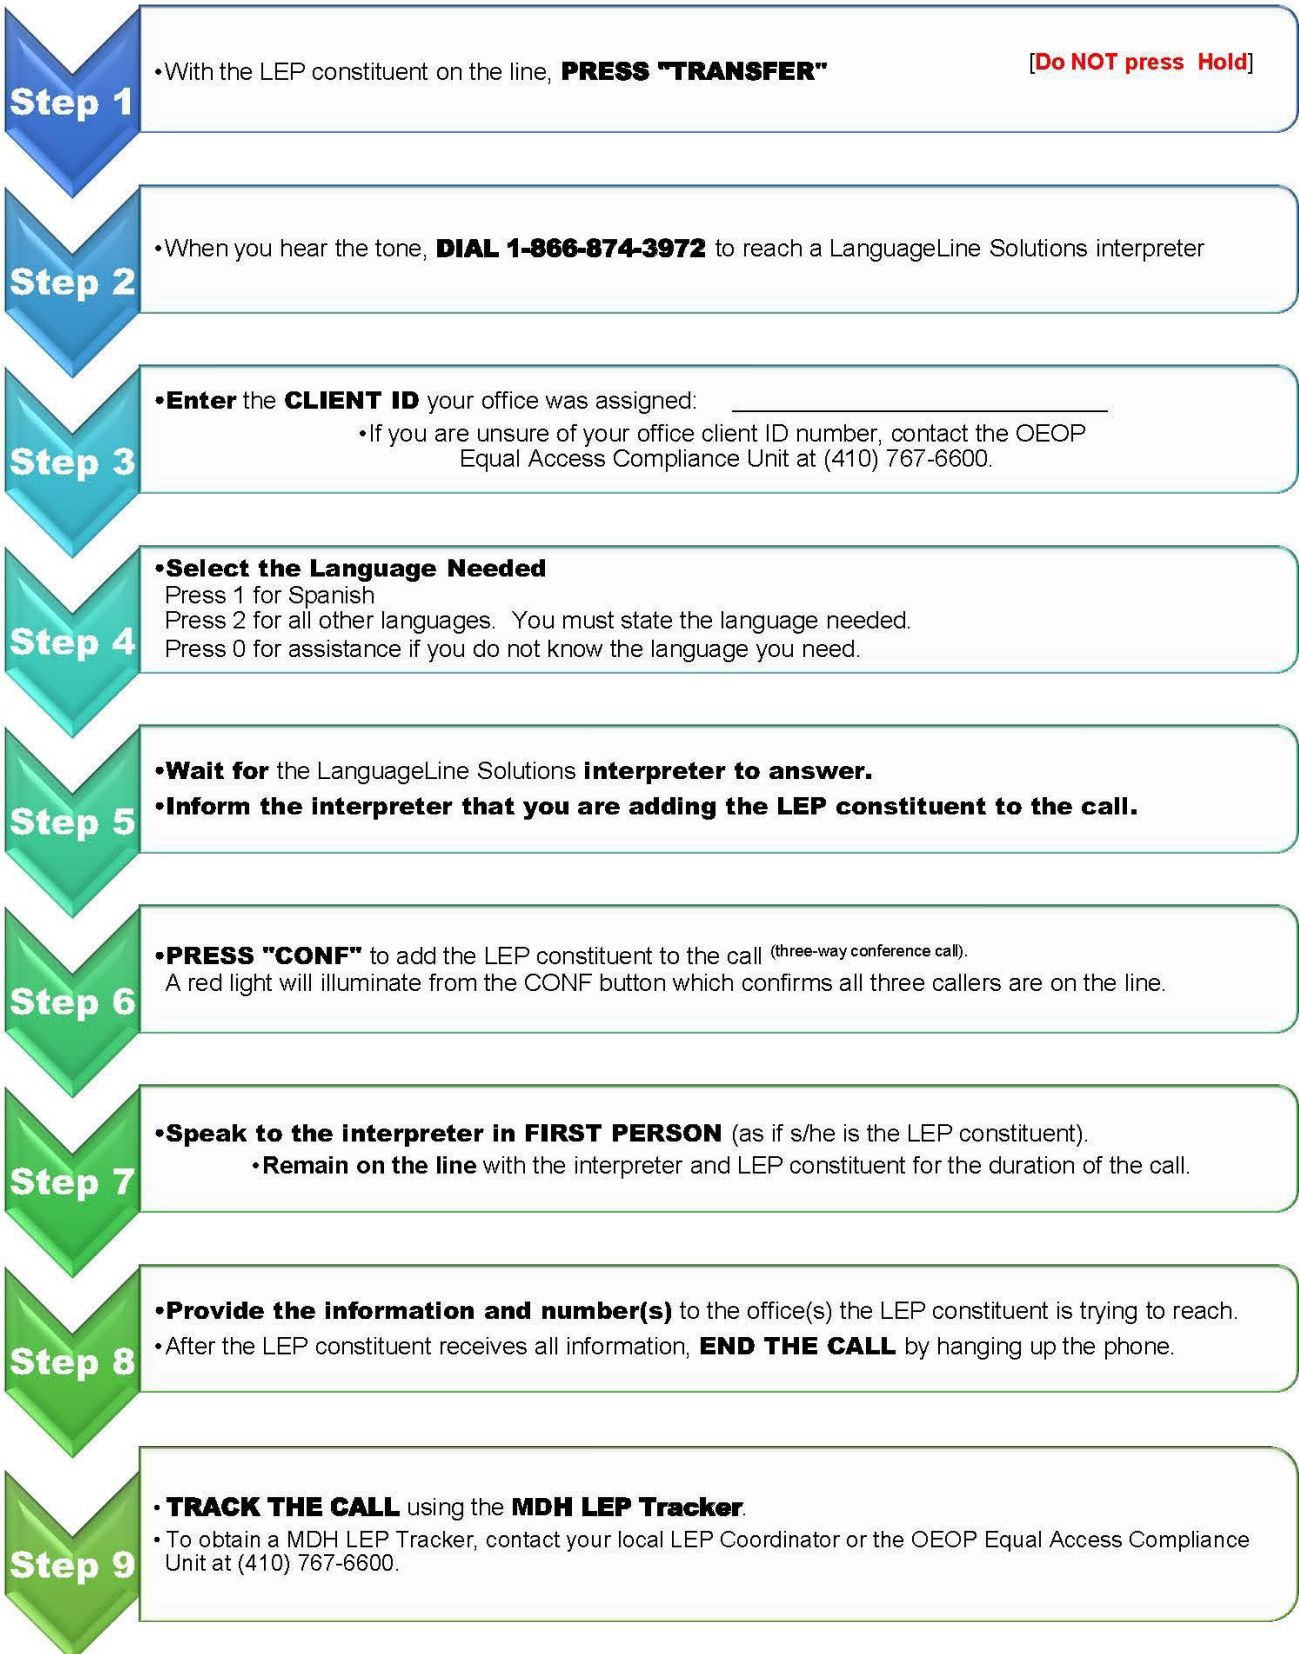 Step 1
•With the LEP constituent on the line, PRESS "TRANSFER" [Do NOT press Hold]
Step 2
•When you hear the tone, DIAL 1-866-874-3972 to reach a LanguageLine Solutions interpreter
Step 3
•Enter the CLIENT ID your office was assigned: ____________________
•If you are unsure of your office client ID number, contact the OEOP
Equal Access Compliance Unit at (410) 767-6600.
Step 4
•Select the Language Needed
Press 1 for Spanish
Press 2 for all other languages. You must state the language needed.
Press 0 for assistance if you do not know the language you need.
Step 5
•Wait for the LanguageLine Solutions interpreter to answer.
•Inform the interpreter that you are adding the LEP constituent to the call.
Step 6
•PRESS "CONF" to add the LEP constituent to the call (three-way conference call).
A red light will illuminate from the CONF button which confirms all three callers are on the line.
Step 7
•Speak to the interpreter in FIRST PERSON (as if s/he is the LEP constituent).
•Remain on the line with the interpreter and LEP constituent for the duration of the call.
Step 8
•Provide the information and number(s) to the office(s) the LEP constituent is trying to reach.
•After the LEP constituent receives all information, END THE CALL by hanging up the phone.
Step 9
• TRACK THE CALL using the MDH LEP Tracker.
• To obtain a MDH LEP Tracker, contact your local LEP Coordinator or the OEOP Equal Access Compliance
Unit at (410) 767-6600.